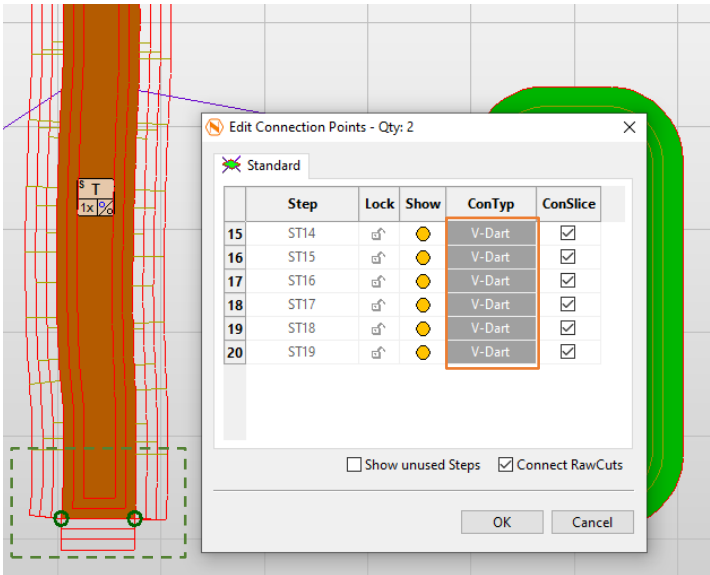 Edit Connection Points - Qty: 2
Standard
Step Lock Show ConTyp ConSlice
15 ST14 V-Dart
16 ST15 V-Dart
17 ST16 V-Dart
18 ST17 V-Dart
19 ST18 V-Dart
20 ST19 V-Dart
Show unused Steps Connect RawCuts
OK Cancel
S T
1x %